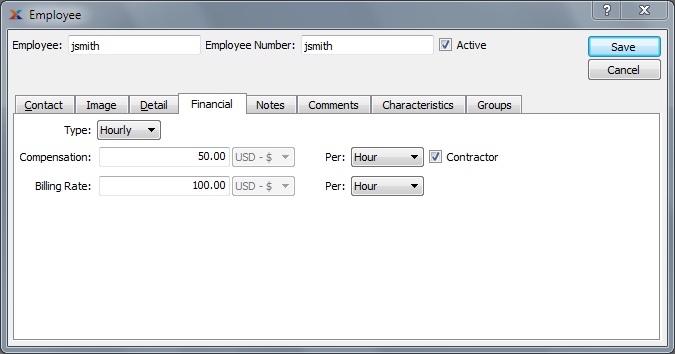 Employee
Employee: jsmith Employee Number: jsmith Active Save
Cancel
Contact Image Detail Financial Notes Comments Characteristics Groups
Type: Hourly
Compensation: 50.00 USD - $ Per: Hour Contractor
Billing Rate: 100.00 USD - $ Per: Hour